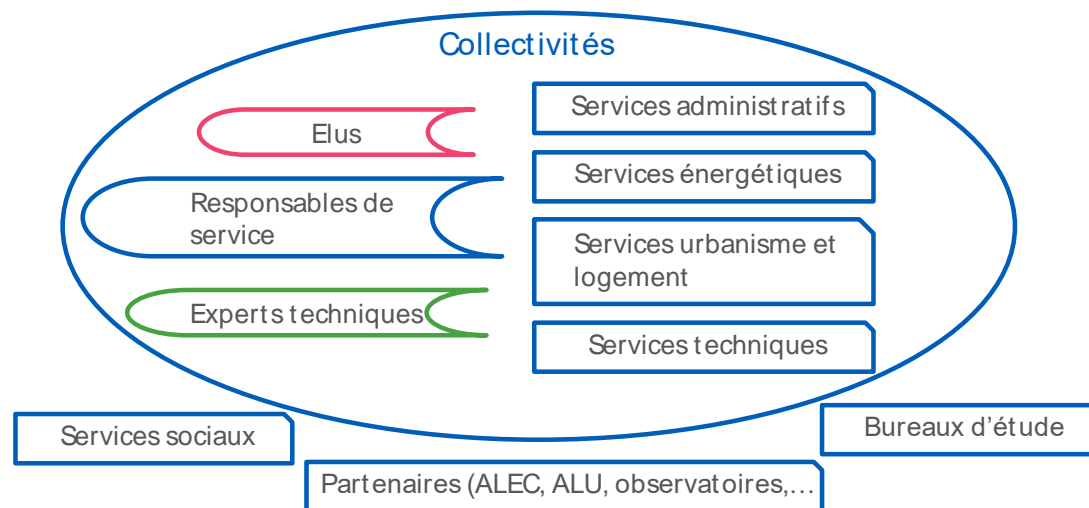 Collectivités
Elus
Responsables de
service
Experts techniques
Services administratifs
Services énergétiques
Services urbanisme et
logement
Services techniques
Services sociaux
Bureaux d'étude
Partenaires (ALEC, ALU, observatoires,…